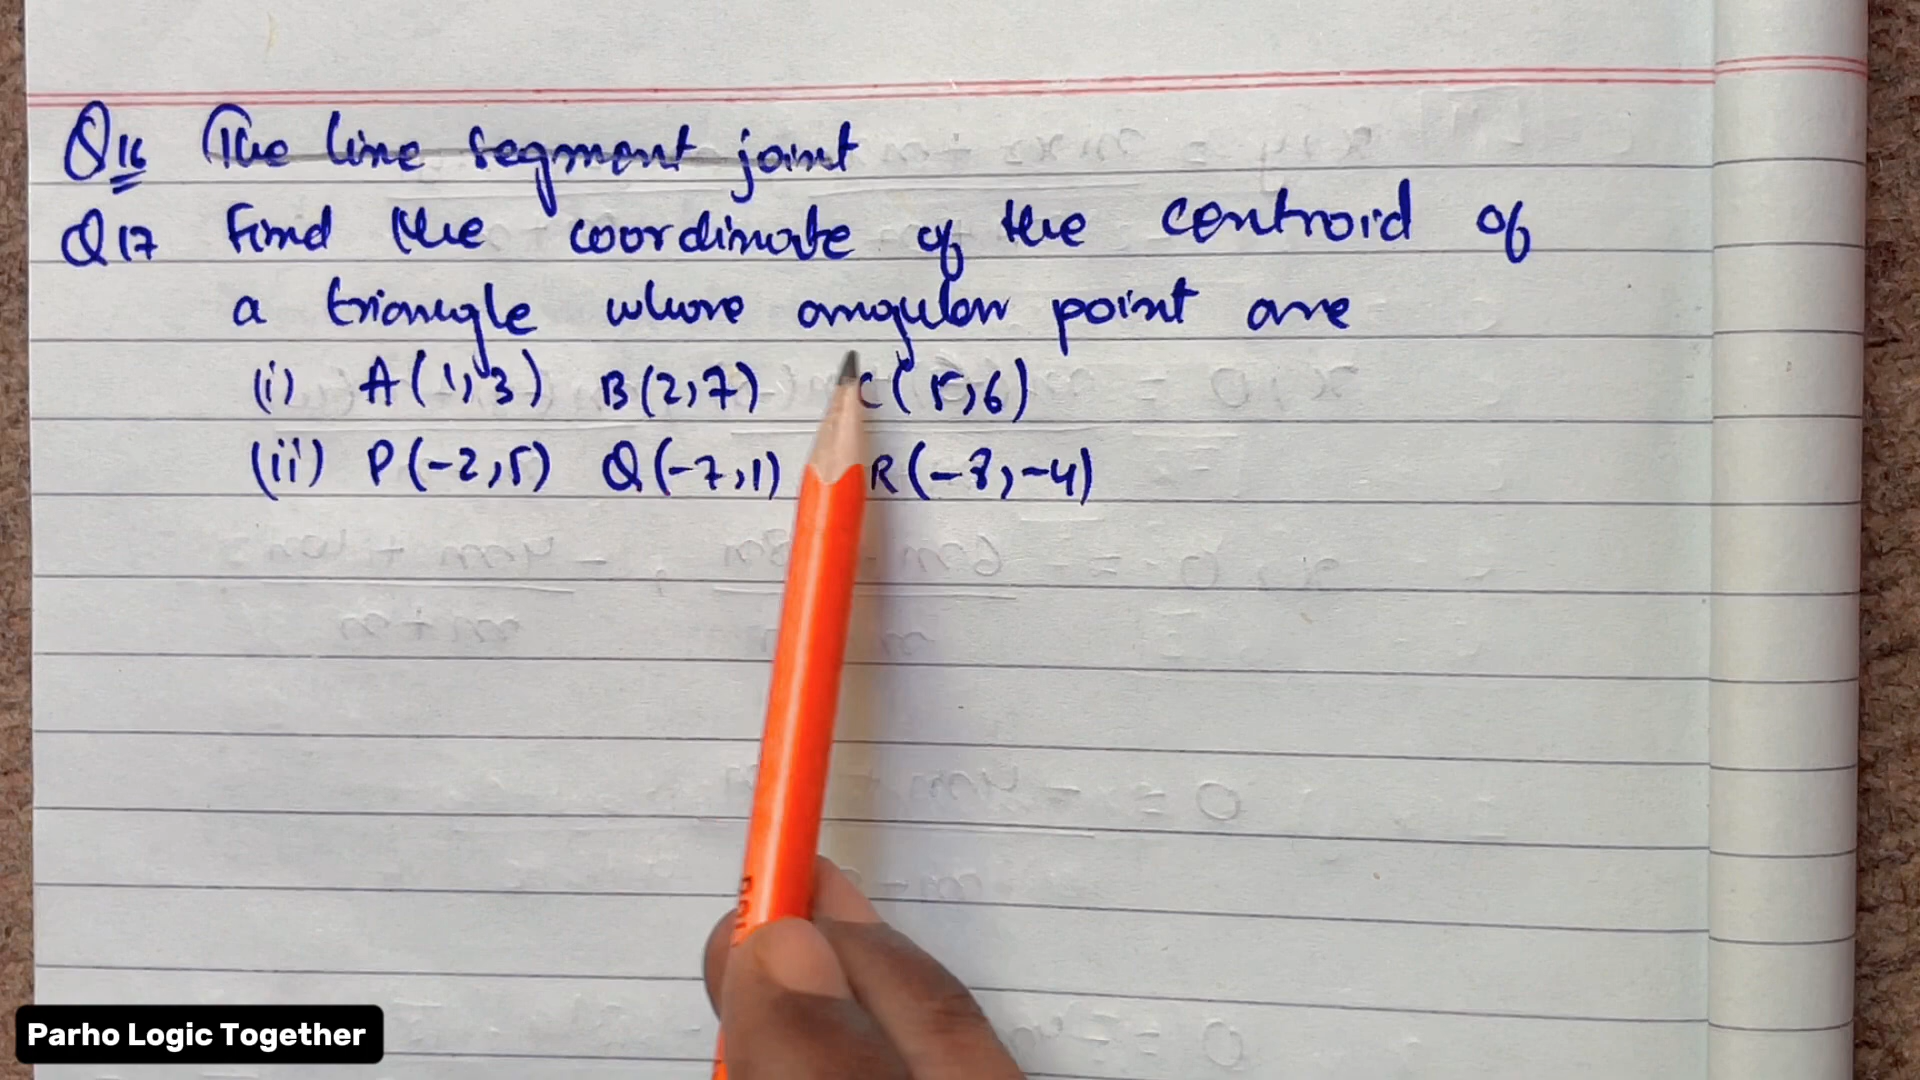 Q16 The line segment joint
Q17 Find the coordinate of the centroid of
a triangle whose angular point are
(i) A(1,3) B(2,7) C(5,6)
(ii) P(-2,5) Q(-7,1) R(-8,-4)
Parho Logic Together